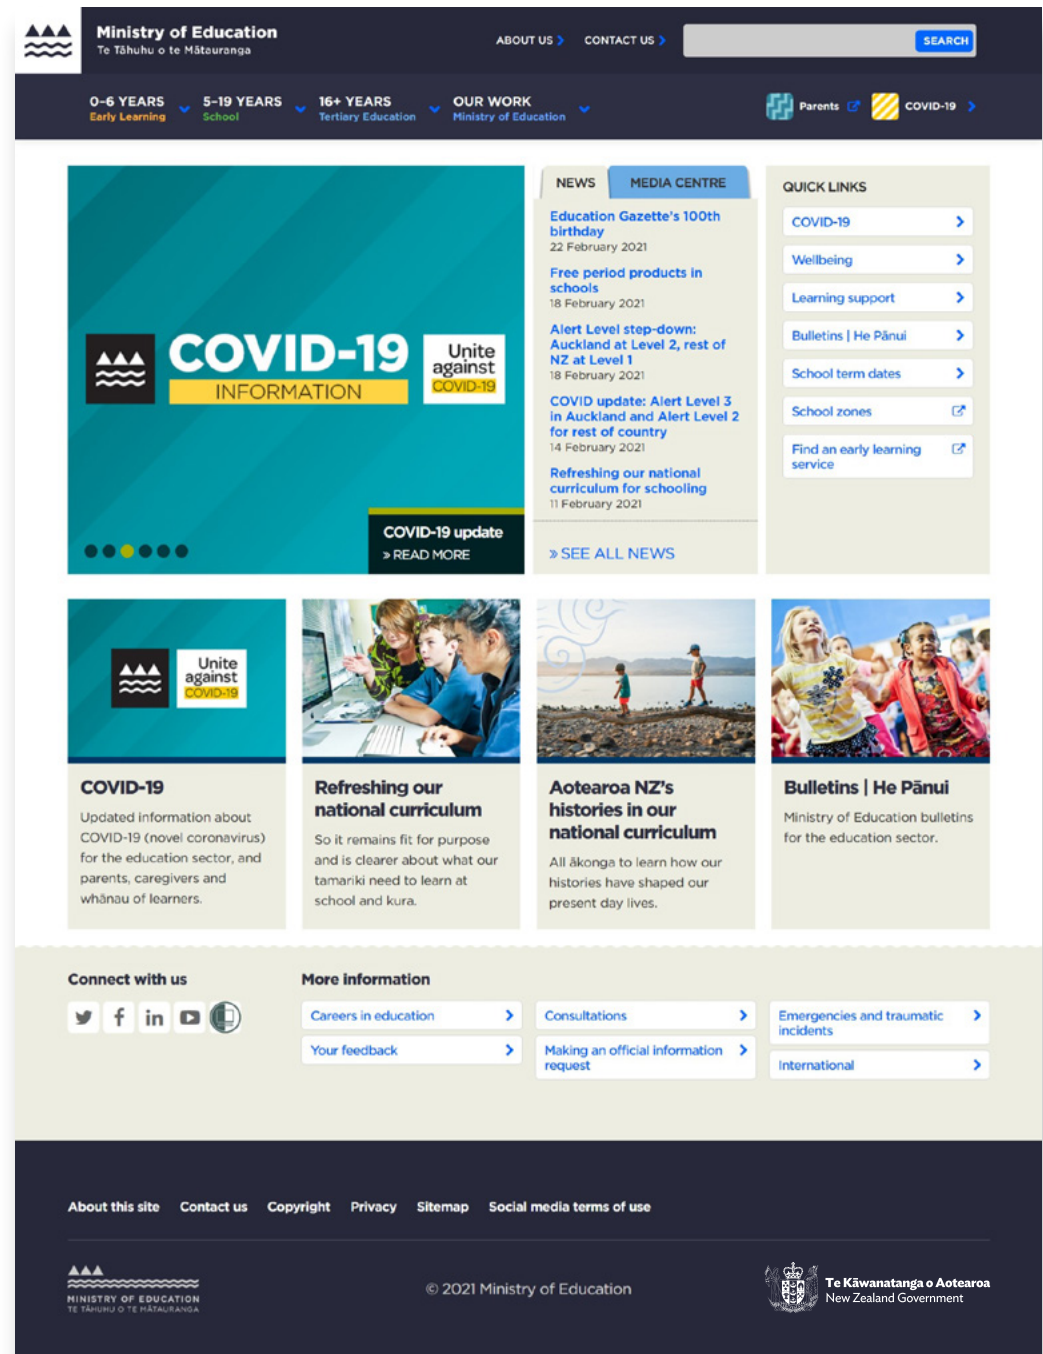 Ministry of Education
Te Tāhuhu o te Mātauranga
ABOUT US
CONTACT US
SEARCH
0-6 YEARS
Early Learning
5-19 YEARS
School
16+ YEARS
Tertiary Education
OUR WORK
Ministry of Education
Parents
COVID-19
COVID-19
INFORMATION
Unite
against
COVID-19
COVID-19 update
» READ MORE
NEWS
MEDIA CENTRE
Education Gazette's 100th
birthday
22 February 2021
Free period products in
schools
18 February 2021
Alert Level step-down:
Auckland at Level 2, rest of
NZ at Level 1
18 February 2021
COVID update: Alert Level 3
in Auckland and Alert Level 2
for rest of country
14 February 2021
Refreshing our national
curriculum for schooling
11 February 2021
» SEE ALL NEWS
QUICK LINKS
COVID-19
Wellbeing
Learning support
Bulletins | He Pānui
School term dates
School zones
Find an early learning
service
Unite
against
COVID-19
COVID-19
Updated information about
COVID-19 (novel coronavirus)
for the education sector, and
parents, caregivers and
whānau of learners.
Refreshing our
national curriculum
So it remains fit for purpose
and is clearer about what our
tamariki need to learn at
school and kura.
Aotearoa NZ's
histories in our
national curriculum
All ākonga to learn how our
histories have shaped our
present day lives.
Bulletins | He Pānui
Ministry of Education bulletins
for the education sector.
Connect with us
More information
Careers in education
Your feedback
Consultations
Making an official information
request
Emergencies and traumatic
incidents
International
About this site
Contact us
Copyright
Privacy
Sitemap
Social media terms of use
MINISTRY OF EDUCATION
TE TĀHUHU O TE MĀTAURANGA
© 2021 Ministry of Education
Te Kāwanatanga o Aotearoa
New Zealand Government